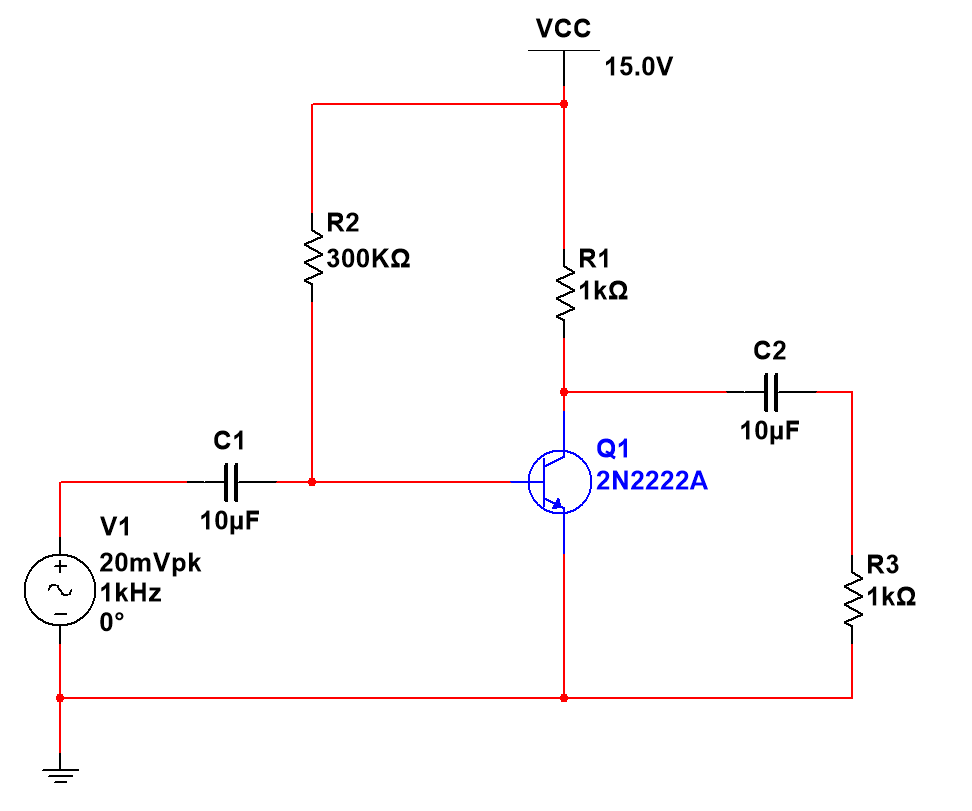 VCC
15.0V
R2
300KΩ
R1
1kΩ
C2
10µF
C1
10µF
Q1
2N2222A
V1
20mVpk
1kHz
0°
R3
1kΩ